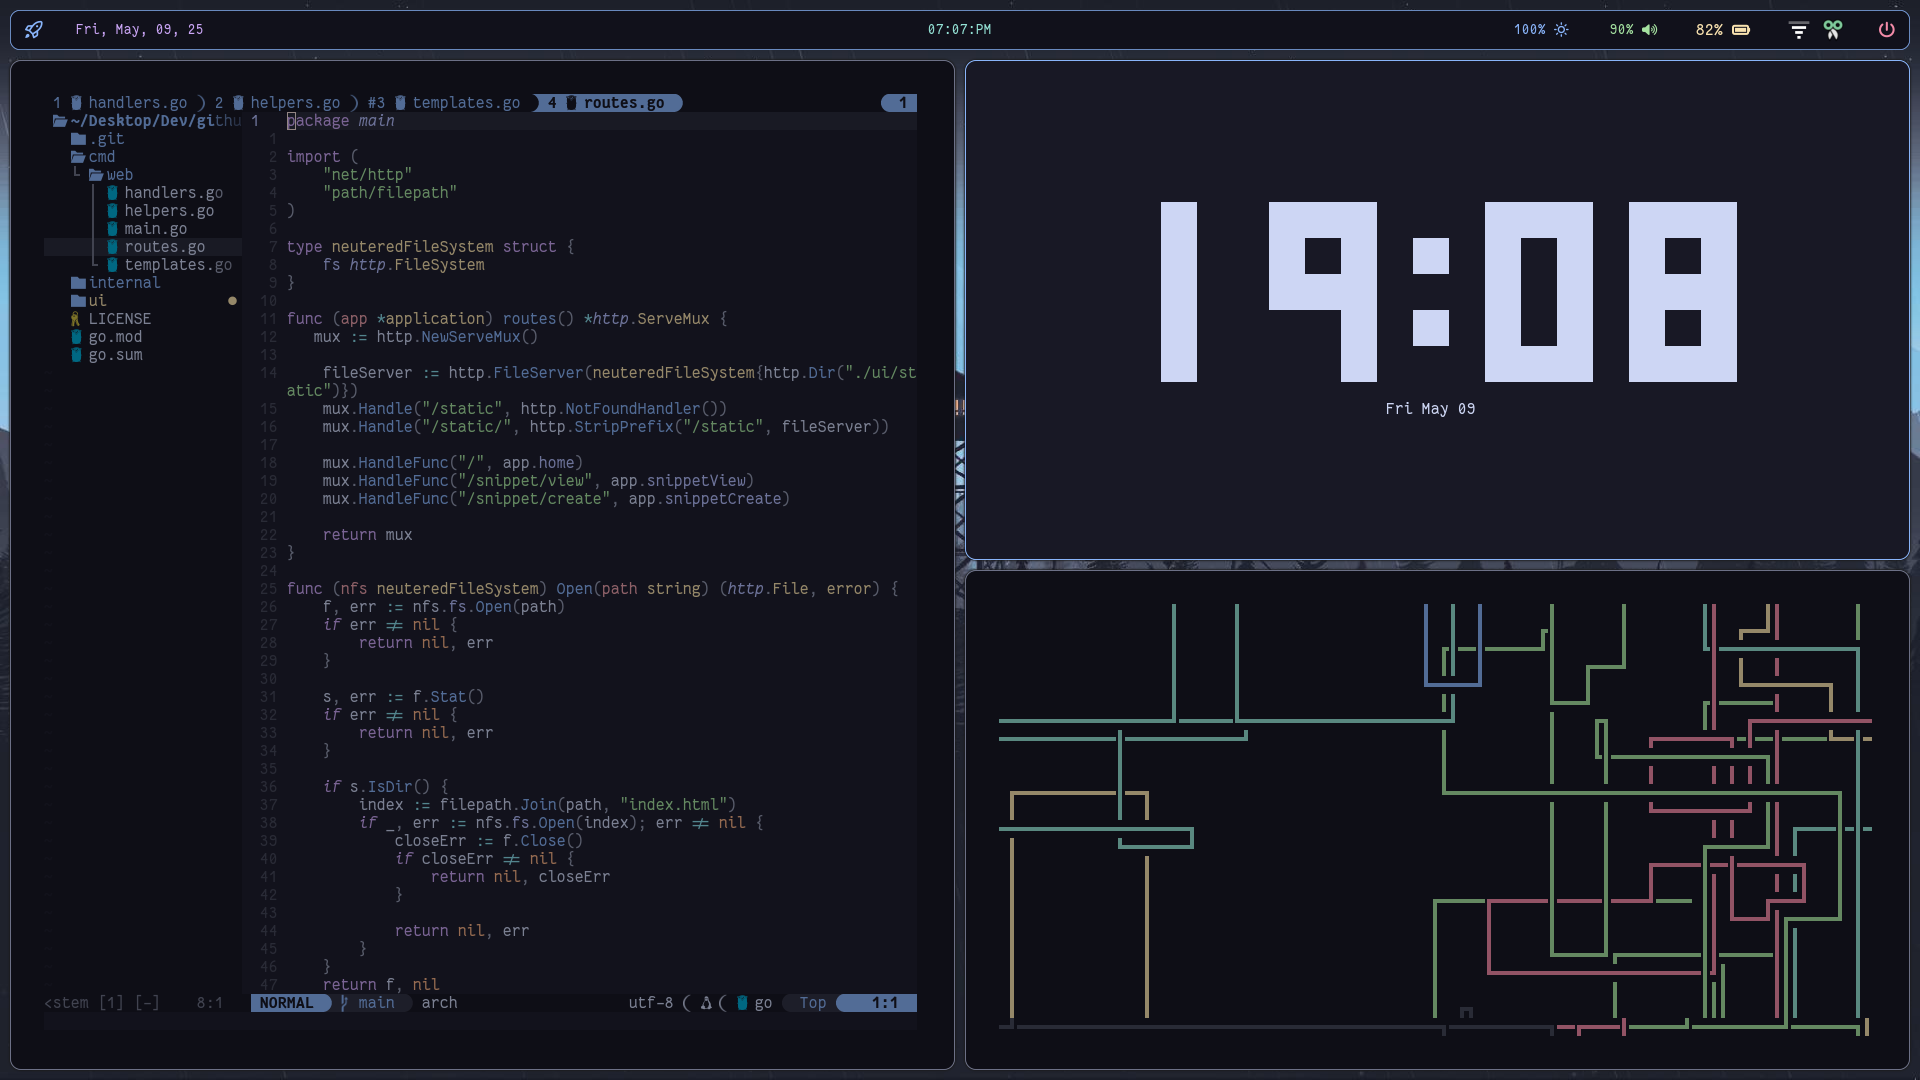 Fri, May, 09, 25
07:07:PM
100%
90%
82%
1 handlers.go ) 2 helpers.go ) #3 templates.go 4 routes.go 1
~/Desktop/Dev/githu
.git
cmd
└ web
handlers.go
helpers.go
main.go
routes.go
templates.go
internal
ui ●
LICENSE
go.mod
go.sum
1 package main
1
2 import (
3 "net/http"
4 "path/filepath"
5 )
6
7 type neuteredFileSystem struct {
8 fs http.FileSystem
9 }
10
11 func (app *application) routes() *http.ServeMux {
12 mux := http.NewServeMux()
13
14 fileServer := http.FileServer(neuteredFileSystem{http.Dir("./ui/st
atic")})
15 mux.Handle("/static", http.NotFoundHandler())
16 mux.Handle("/static/", http.StripPrefix("/static", fileServer))
17
18 mux.HandleFunc("/", app.home)
19 mux.HandleFunc("/snippet/view", app.snippetView)
20 mux.HandleFunc("/snippet/create", app.snippetCreate)
21
22 return mux
23 }
24
25 func (nfs neuteredFileSystem) Open(path string) (http.File, error) {
26 f, err := nfs.fs.Open(path)
27 if err ≠ nil {
28 return nil, err
29 }
30
31 s, err := f.Stat()
32 if err ≠ nil {
33 return nil, err
34 }
35
36 if s.IsDir() {
37 index := filepath.Join(path, "index.html")
38 if _, err := nfs.fs.Open(index); err ≠ nil {
39 closeErr := f.Close()
40 if closeErr ≠ nil {
41 return nil, closeErr
42 }
43
44 return nil, err
45 }
46 }
47 return f, nil
<stem [1] [-] 8:1
NORMAL main arch utf-8 ( ( go Top 1:1
19:08
Fri May 09